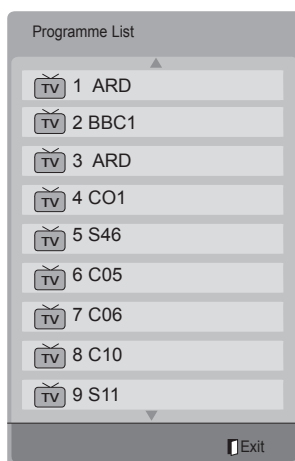 Programme List
TV 1 ARD
TV 2 BBC1
TV 3 ARD
TV 4 CO1
TV 5 S46
TV 6 C05
TV 7 C06
TV 8 C10
TV 9 S11
Exit